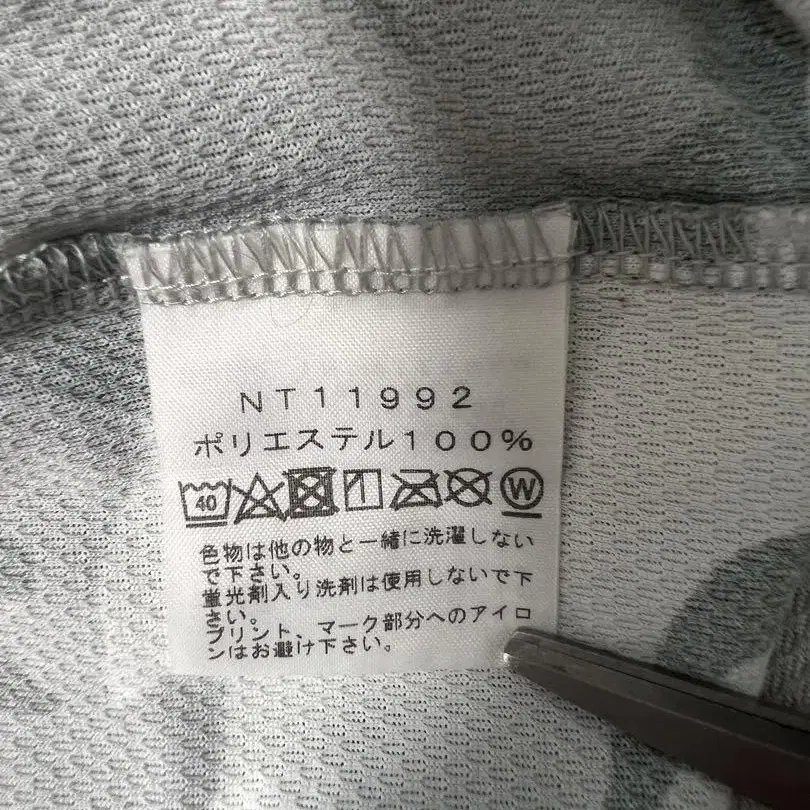 NT11992
ポリエステル100%
40 W
色物は他の物と一緒に洗濯しない
で下さい。
蛍光剤入り洗剤は使用しないで下
さい。
プリント、マーク部分へのアイロ
ンはお避け下さい。